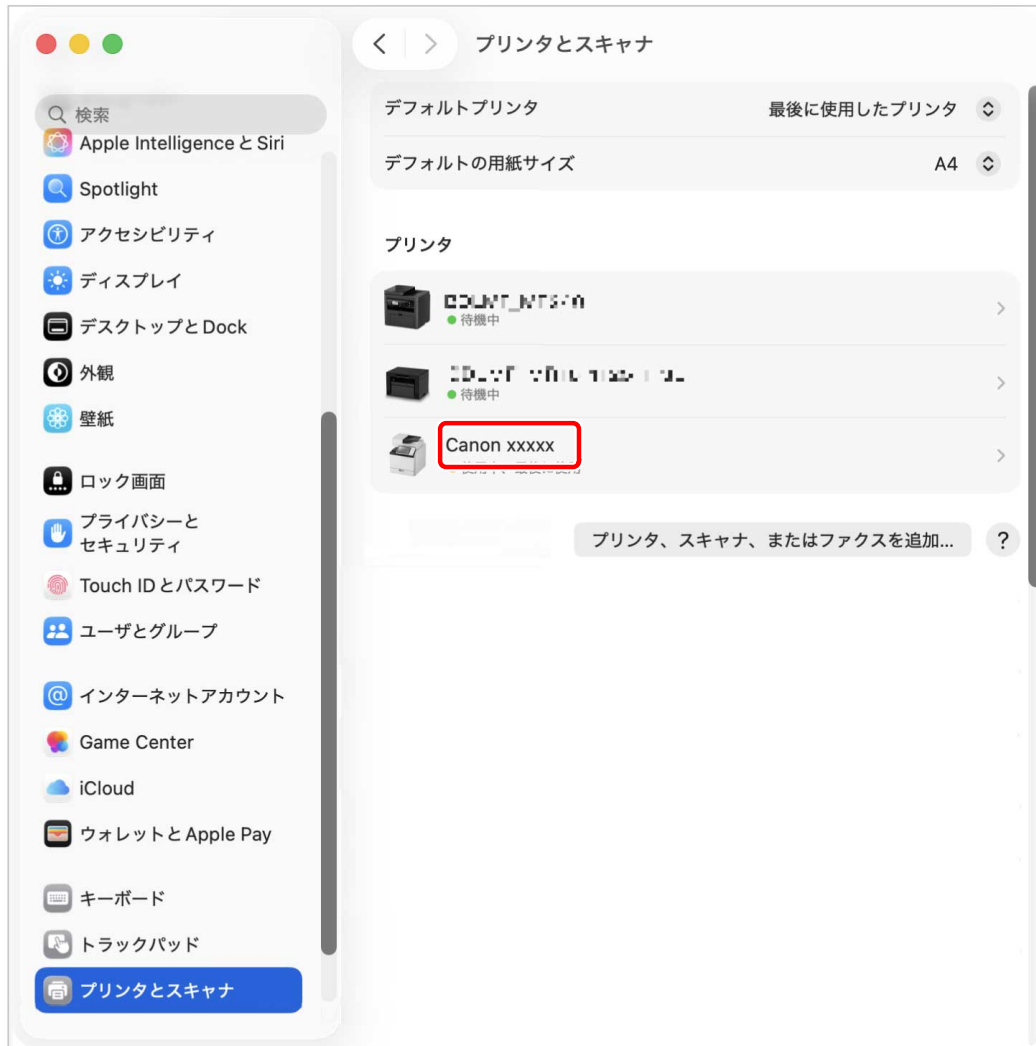 プリンタとスキャナ
検索
Apple Intelligence と Siri
Spotlight
アクセシビリティ
ディスプレイ
デスクトップと Dock
外観
壁紙
ロック画面
プライバシーと
セキュリティ
Touch ID とパスワード
ユーザとグループ
インターネットアカウント
Game Center
iCloud
ウォレットと Apple Pay
キーボード
トラックパッド
プリンタとスキャナ
デフォルトプリンタ 最後に使用したプリンタ
デフォルトの用紙サイズ A4
プリンタ
待機中
待機中
Canon xxxxx
プリンタ、スキャナ、またはファクスを追加... ?